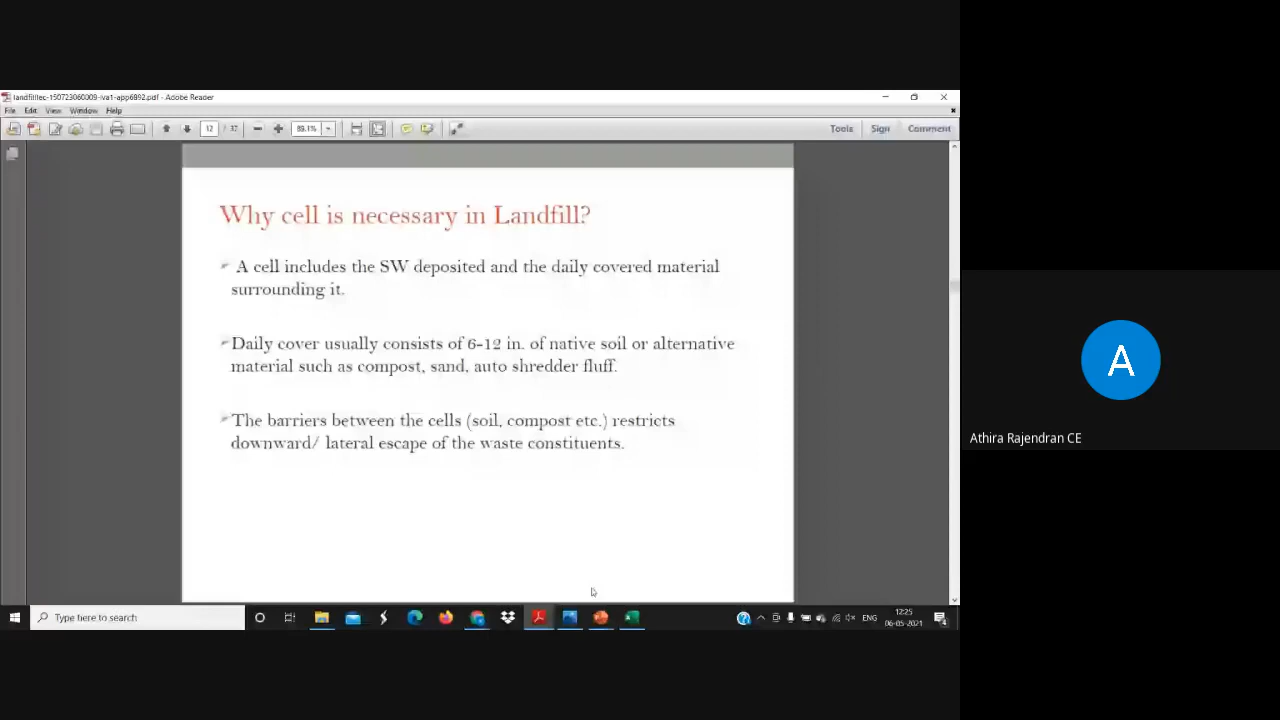 landfilllec-150723060009-lva1-app6892.pdf - Adobe Reader
File Edit View Window Help
12 / 37 89.1% Tools Sign Comment
Why cell is necessary in Landfill?
A cell includes the SW deposited and the daily covered material
surrounding it.
Daily cover usually consists of 6-12 in. of native soil or alternative
material such as compost, sand, auto shredder fluff.
The barriers between the cells (soil, compost etc.) restricts
downward/ lateral escape of the waste constituents.
A
Athira Rajendran CE
Type here to search
ENG
12:25
06-05-2021